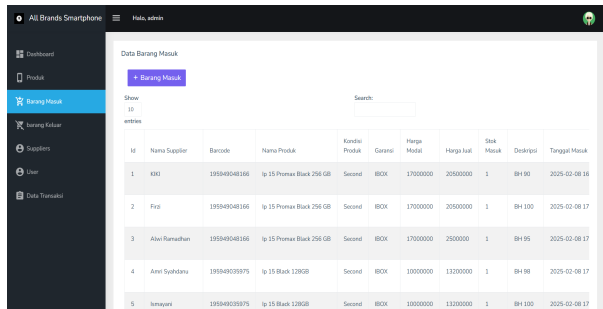 All Brands Smartphone
Halo, admin
Dashboard
Produk
Barang Masuk
barang Keluar
Suppliers
User
Data Transaksi
Data Barang Masuk
+ Barang Masuk
Show
10
entries
Search:
Id Nama Supplier Barcode Nama Produk Kondisi Produk Garansi Harga Modal Harga Jual Stok Masuk Deskripsi Tanggal Masuk
1 KIKI 195949048166 Ip 15 Promax Black 256 GB Second IBOX 17000000 20500000 1 BH 90 2025-02-08 16
2 Firzi 195949048166 Ip 15 Promax Black 256 GB Second IBOX 17000000 20500000 1 BH 100 2025-02-08 17
3 Alwi Ramadhan 195949048166 Ip 15 Promax Black 256 GB Second IBOX 17000000 2500000 1 BH 95 2025-02-08 17
4 Amri Syahdanu 195949035975 Ip 15 Black 128GB Second IBOX 10000000 13200000 1 BH 98 2025-02-08 17
5 Ismayani 195949035975 Ip 15 Black 128GB Second IBOX 10000000 13200000 1 BH 100 2025-02-08 17